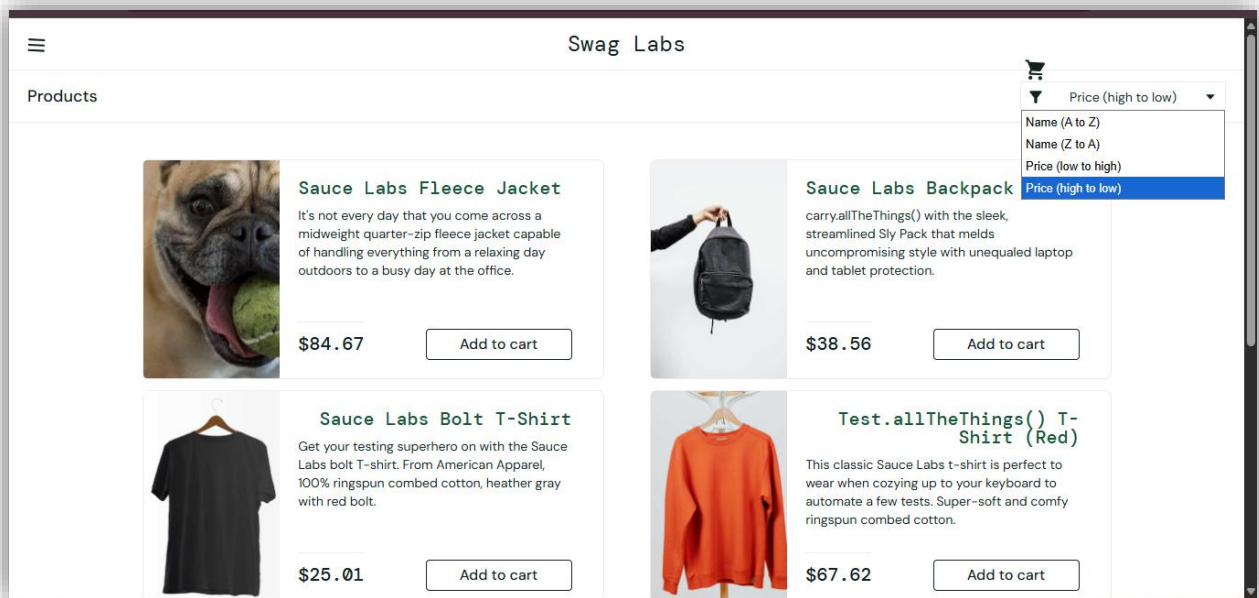 Swag Labs
Products
Price (high to low)
Name (A to Z)
Name (Z to A)
Price (low to high)
Price (high to low)
Sauce Labs Fleece Jacket
It's not every day that you come across a
midweight quarter-zip fleece jacket capable
of handling everything from a relaxing day
outdoors to a busy day at the office.
$84.67
Add to cart
Sauce Labs Backpack
carry.allTheThings() with the sleek,
streamlined Sly Pack that melds
uncompromising style with unequaled laptop
and tablet protection.
$38.56
Add to cart
Sauce Labs Bolt T-Shirt
Get your testing superhero on with the Sauce
Labs bolt T-shirt. From American Apparel,
100% ringspun combed cotton, heather gray
with red bolt.
$25.01
Add to cart
Test.allTheThings() T-
Shirt (Red)
This classic Sauce Labs t-shirt is perfect to
wear when cozying up to your keyboard to
automate a few tests. Super-soft and comfy
ringspun combed cotton.
$67.62
Add to cart